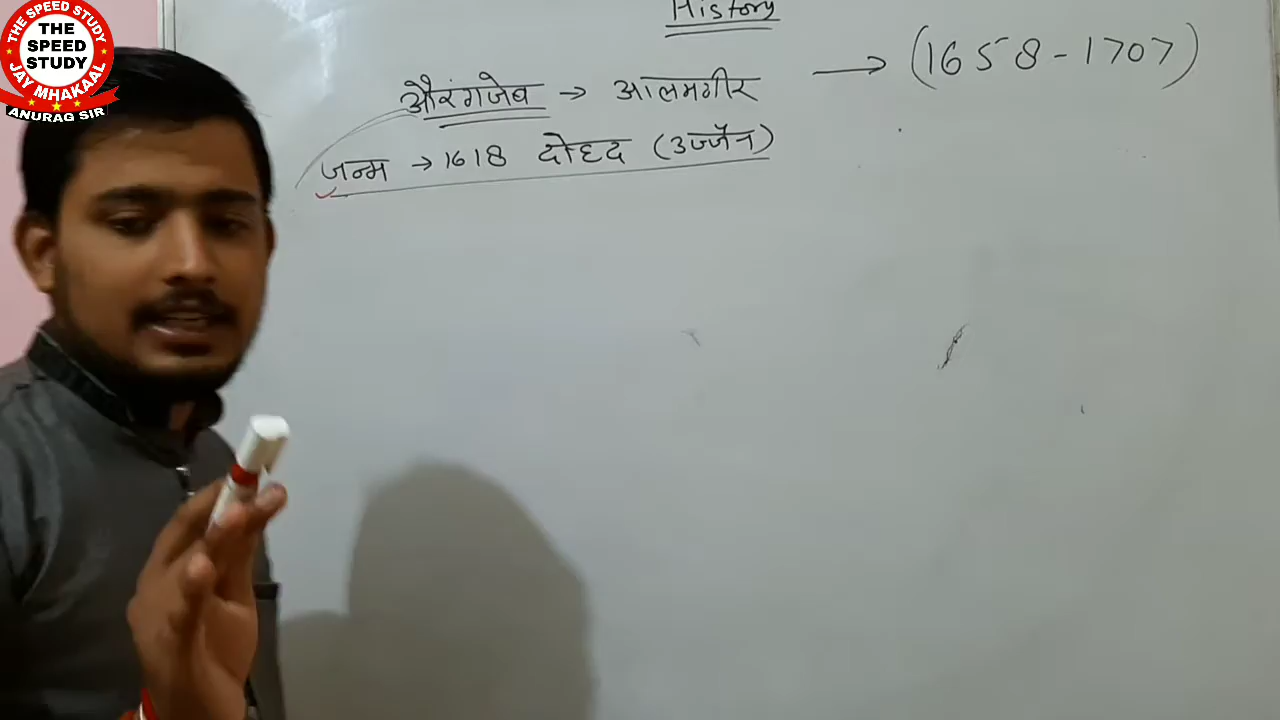 THE SPEED STUDY
THE
SPEED
STUDY
JAY MHAKAAL
ANURAG SIR
History
औरंगजेब → आलमगीर → (1658-1707)
जन्म → 1618 दोहद (उज्जैन)